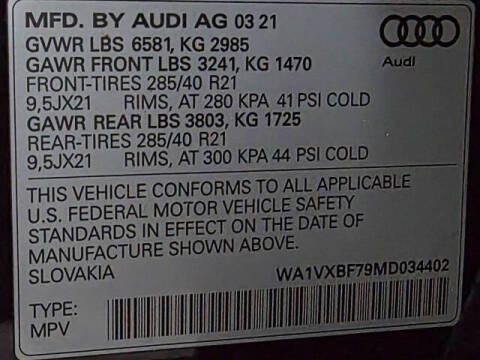 MFD. BY AUDI AG 03 21
GVWR LBS 6581, KG 2985
GAWR FRONT LBS 3241, KG 1470
FRONT-TIRES 285/40 R21
9,5JX21 RIMS, AT 280 KPA 41 PSI COLD
GAWR REAR LBS 3803, KG 1725
REAR-TIRES 285/40 R21
9,5JX21 RIMS, AT 300 KPA 44 PSI COLD
Audi
THIS VEHICLE CONFORMS TO ALL APPLICABLE
U.S. FEDERAL MOTOR VEHICLE SAFETY
STANDARDS IN EFFECT ON THE DATE OF
MANUFACTURE SHOWN ABOVE.
SLOVAKIA WA1VXBF79MD034402
TYPE:
MPV